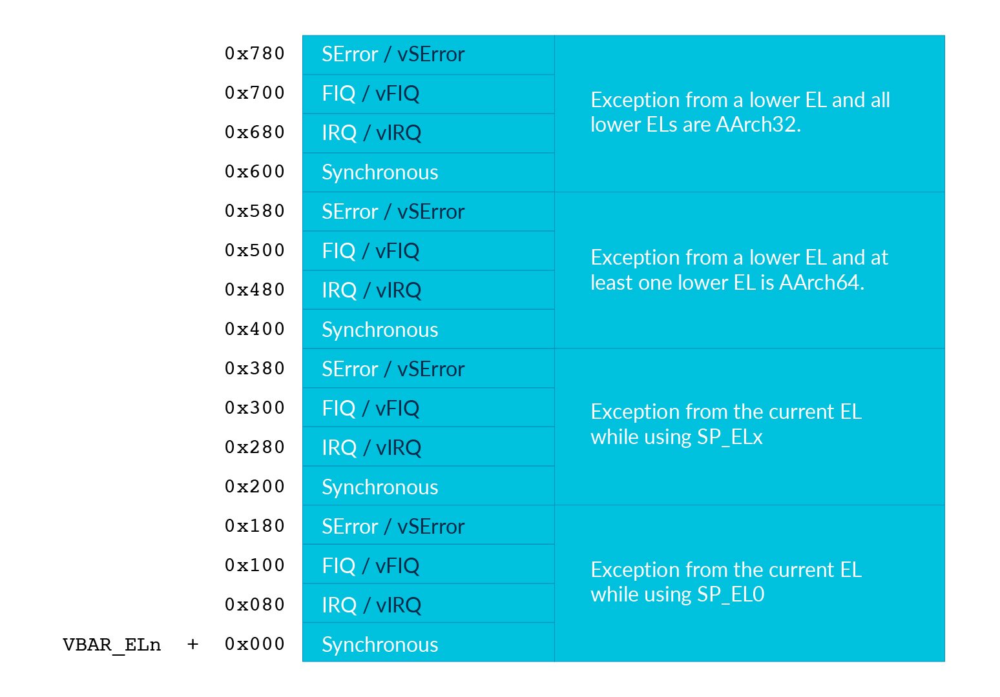 0x780 SError / vSError
0x700 FIQ / vFIQ
Exception from a lower EL and all
lower ELs are AArch32.
0x680 IRQ / vIRQ
0x600 Synchronous
0x580 SError / vSError
0x500 FIQ / vFIQ
Exception from a lower EL and at
least one lower EL is AArch64.
0x480 IRQ / vIRQ
0x400 Synchronous
0x380 SError / vSError
0x300 FIQ / vFIQ
Exception from the current EL
while using SP_ELx
0x280 IRQ / vIRQ
0x200 Synchronous
0x180 SError / vSError
0x100 FIQ / vFIQ
Exception from the current EL
while using SP_EL0
0x080 IRQ / vIRQ
VBAR_ELn + 0x000 Synchronous